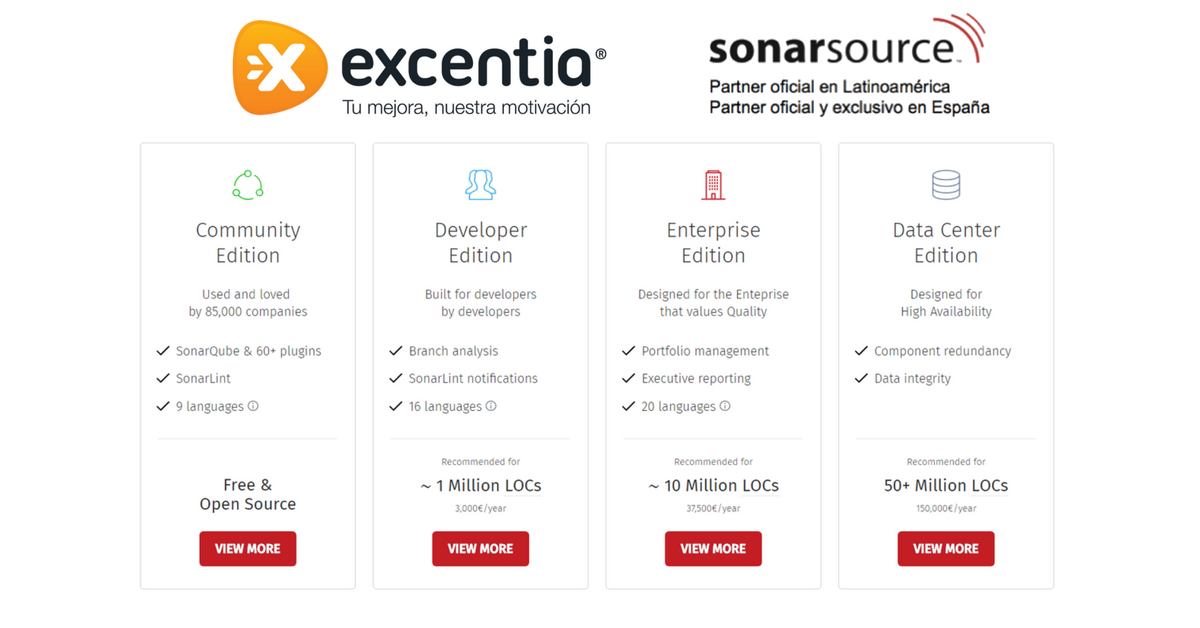 excentia®
Tu mejora, nuestra motivación
sonarsource™
Partner oficial en Latinoamérica
Partner oficial y exclusivo en España
Community
Edition
Used and loved
by 85,000 companies
SonarQube & 60+ plugins
SonarLint
9 languages
Free &
Open Source
VIEW MORE
Developer
Edition
Built for developers
by developers
Branch analysis
SonarLint notifications
16 languages
Recommended for
~ 1 Million LOCs
3,000€/year
VIEW MORE
Enterprise
Edition
Designed for the Enteprise
that values Quality
Portfolio management
Executive reporting
20 languages
Recommended for
~ 10 Million LOCs
37,500€/year
VIEW MORE
Data Center
Edition
Designed for
High Availability
Component redundancy
Data integrity
Recommended for
50+ Million LOCs
150,000€/year
VIEW MORE